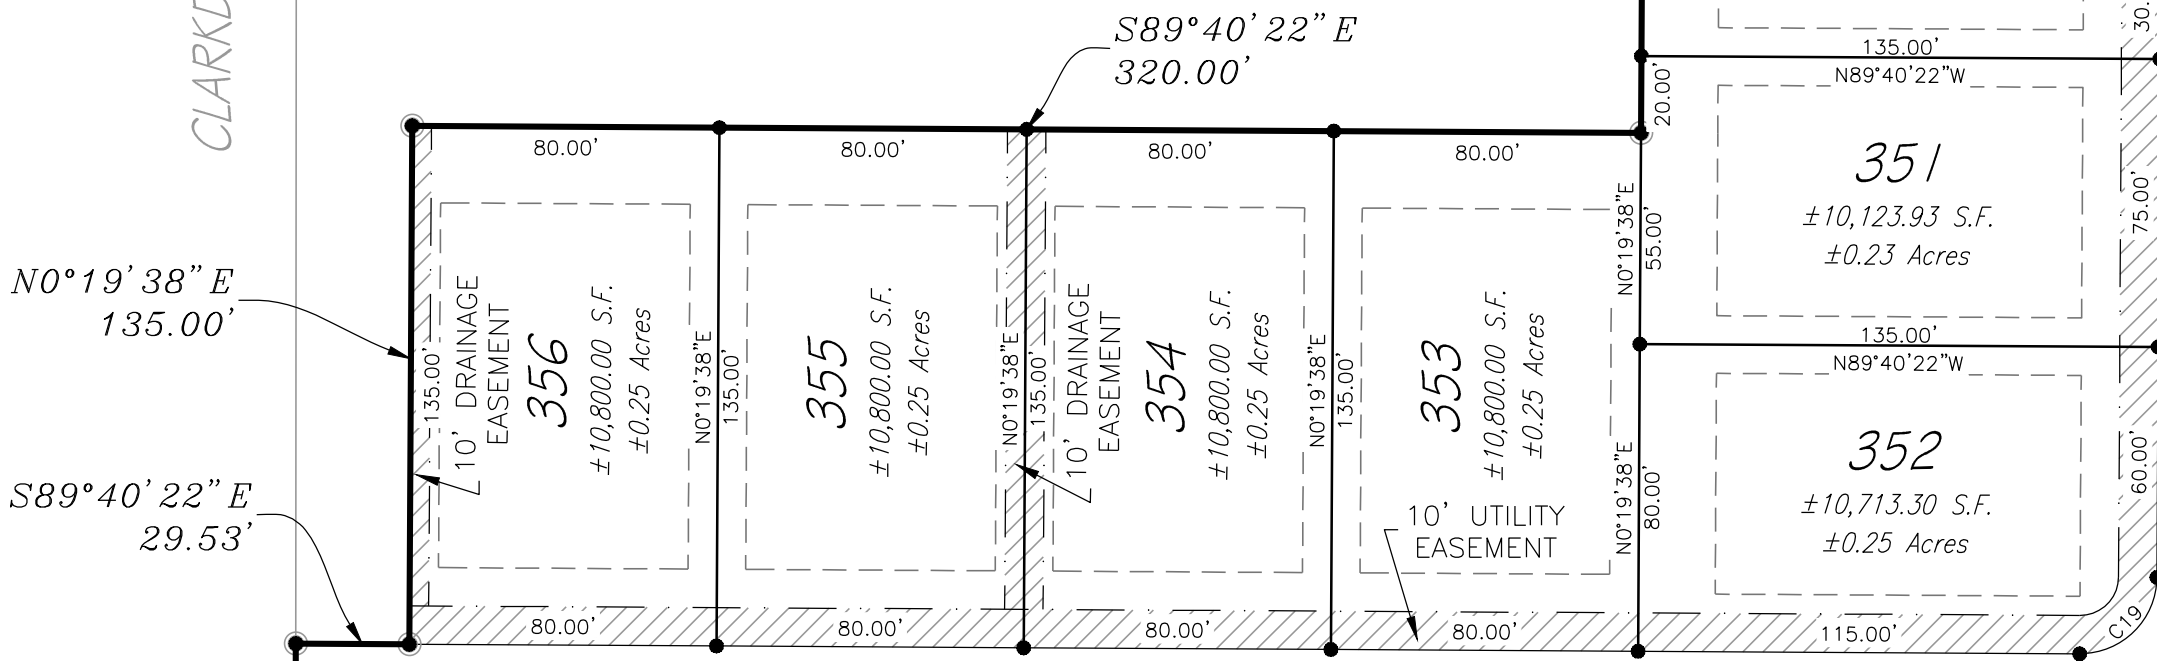 CLARKD
S89°40'22"E
320.00'
30.
135.00'
N89°40'22"W
20.00'
80.00'
80.00'
80.00'
80.00'
351
±10,123.93 S.F.
±0.23 Acres
75.00'
N0°19'38"E
55.00'
N0°19'38"E
135.00'
135.00'
10' DRAINAGE
EASEMENT
356
±10,800.00 S.F.
±0.25 Acres
N0°19'38"E
135.00'
355
±10,800.00 S.F.
±0.25 Acres
N0°19'38"E
135.00'
10' DRAINAGE
EASEMENT
354
±10,800.00 S.F.
±0.25 Acres
N0°19'38"E
135.00'
353
±10,800.00 S.F.
±0.25 Acres
135.00'
N89°40'22"W
352
±10,713.30 S.F.
±0.25 Acres
60.00'
N0°19'38"E
80.00'
S89°40'22"E
29.53'
10' UTILITY
EASEMENT
80.00'
80.00'
80.00'
80.00'
115.00'
C19